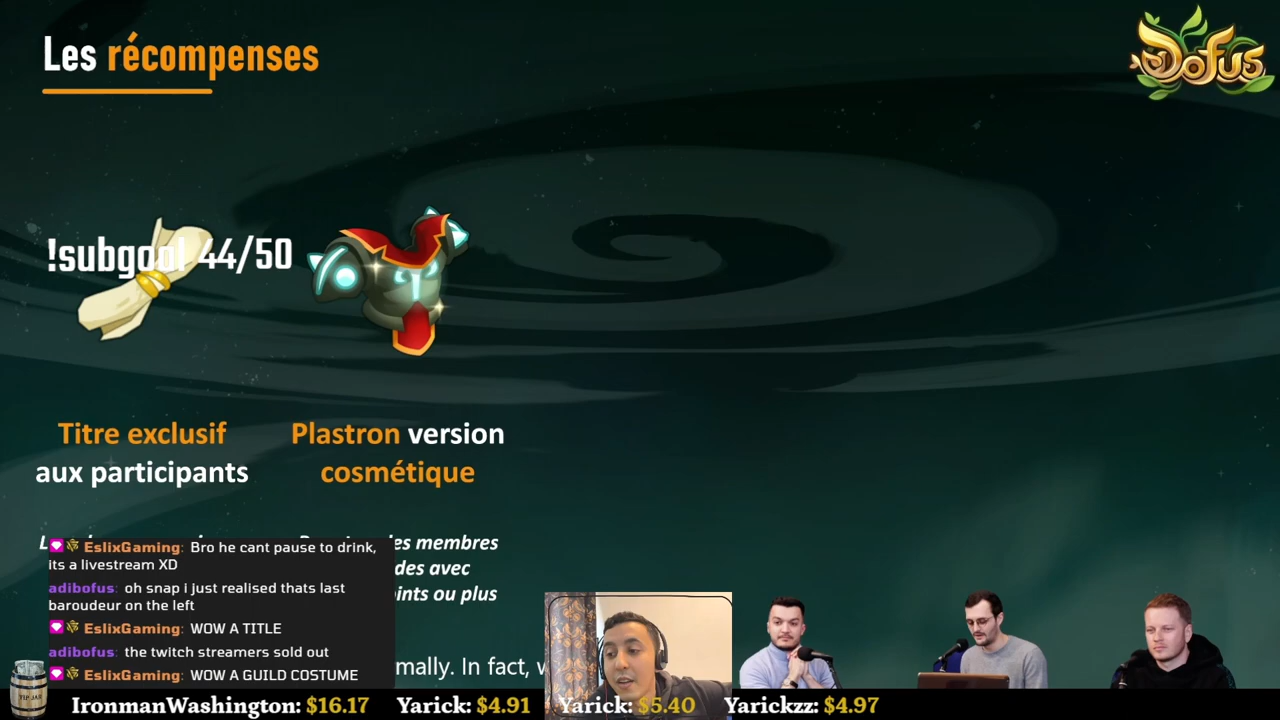 Les récompenses
Dofus
!subgoal 44/50
Titre exclusif
aux participants
Plastron version
cosmétique
les membres
des avec
ints ou plus
EslixGaming: Bro he cant pause to drink,
its a livestream XD
adibofus: oh snap i just realised thats last
baroudeur on the left
EslixGaming: WOW A TITLE
adibofus: the twitch streamers sold out
EslixGaming: WOW A GUILD COSTUME
mally. In fact, w
TIP JAR
IronmanWashington: $16.17 Yarick: $4.91 Yarick: $5.40 Yarickzz: $4.97